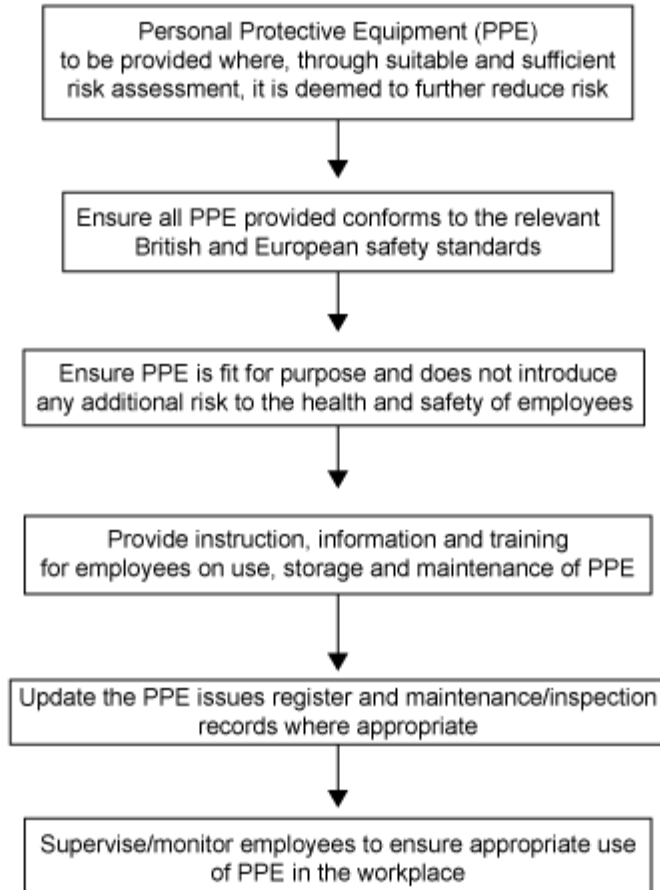 Personal Protective Equipment (PPE)
to be provided where, through suitable and sufficient
risk assessment, it is deemed to further reduce risk
Ensure all PPE provided conforms to the relevant
British and European safety standards
Ensure PPE is fit for purpose and does not introduce
any additional risk to the health and safety of employees
Provide instruction, information and training
for employees on use, storage and maintenance of PPE
Update the PPE issues register and maintenance/inspection
records where appropriate
Supervise/monitor employees to ensure appropriate use
of PPE in the workplace